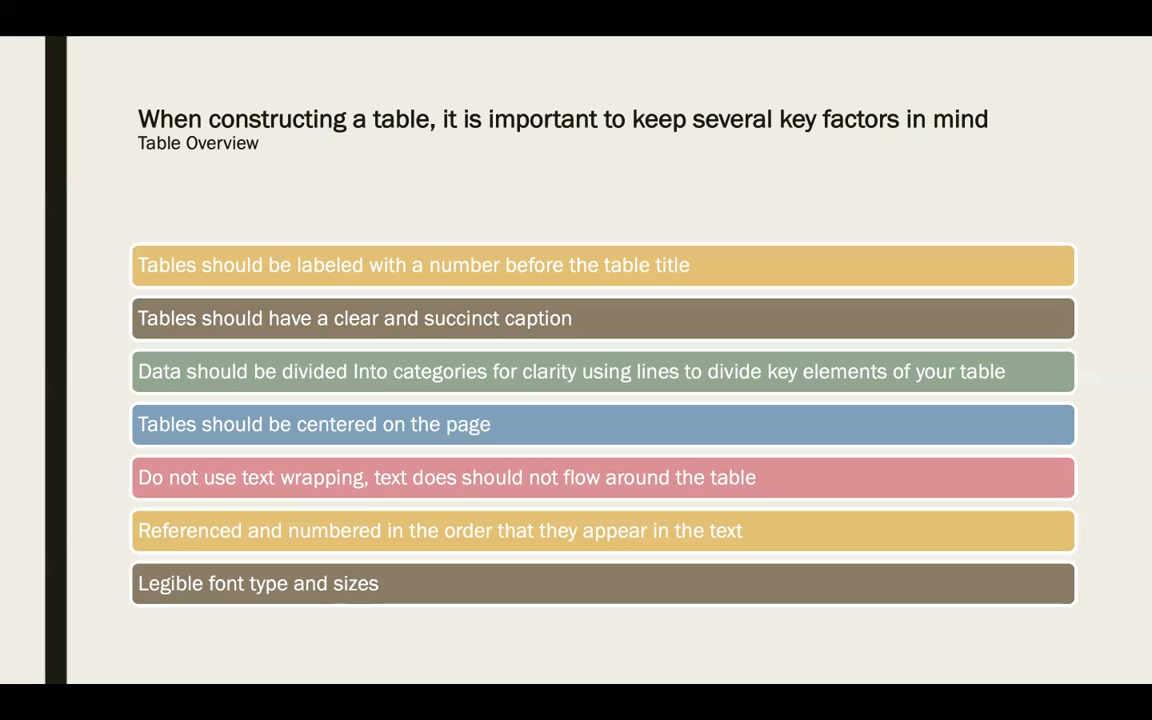 When constructing a table, it is important to keep several key factors in mind
Table Overview
Tables should be labeled with a number before the table title
Tables should have a clear and succinct caption
Data should be divided Into categories for clarity using lines to divide key elements of your table
Tables should be centered on the page
Do not use text wrapping, text does should not flow around the table
Referenced and numbered in the order that they appear in the text
Legible font type and sizes